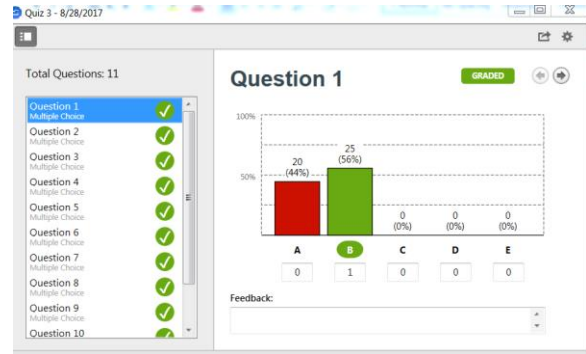 Quiz 3 - 8/28/2017
Total Questions: 11
Question 1
Multiple Choice
Question 2
Multiple Choice
Question 3
Multiple Choice
Question 4
Multiple Choice
Question 5
Multiple Choice
Question 6
Multiple Choice
Question 7
Multiple Choice
Question 8
Multiple Choice
Question 9
Multiple Choice
Question 10
Question 1
GRADED
100%
50%
20
(44%)
25
(56%)
0
(0%)
0
(0%)
0
(0%)
A B C D E
0 1 0 0 0
Feedback: